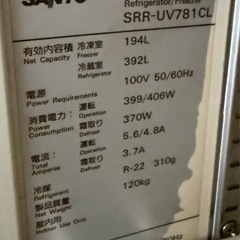 SANYO
Refrigerator/Freezer
SRR-UV781CL
有効内容積 冷凍室 194L
Net Capacity Freezer
冷蔵室 392L
Refrigerator
電源 100V 50/60Hz
Power Requirements
消費電力: 運転 399/406W
Operation
Power 霜取り 370W
Defrost
電流: 運転 5.6/4.8A
Total Operation
Amperes 霜取り 3.7A
Defrost
冷媒 R-22 310g
Refrigerant
製品質量 120kg
Net Weight
屋内用
Indoor Use Only